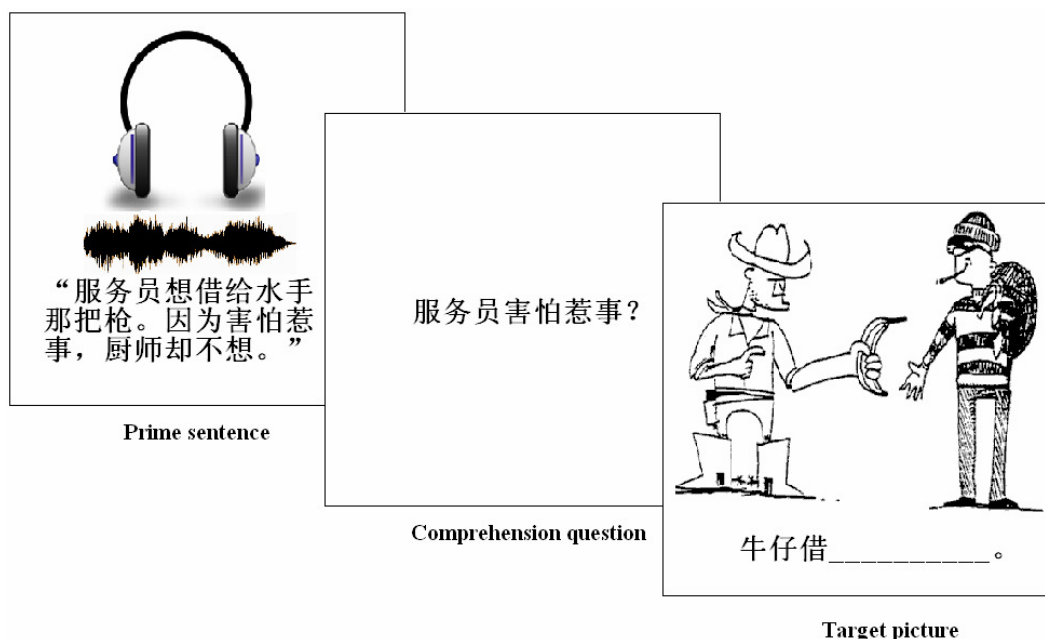 “服务员想借给水手
那把枪。因为害怕惹
事，厨师却不想。”
Prime sentence
服务员害怕惹事？
Comprehension question
牛仔借__________。
Target picture